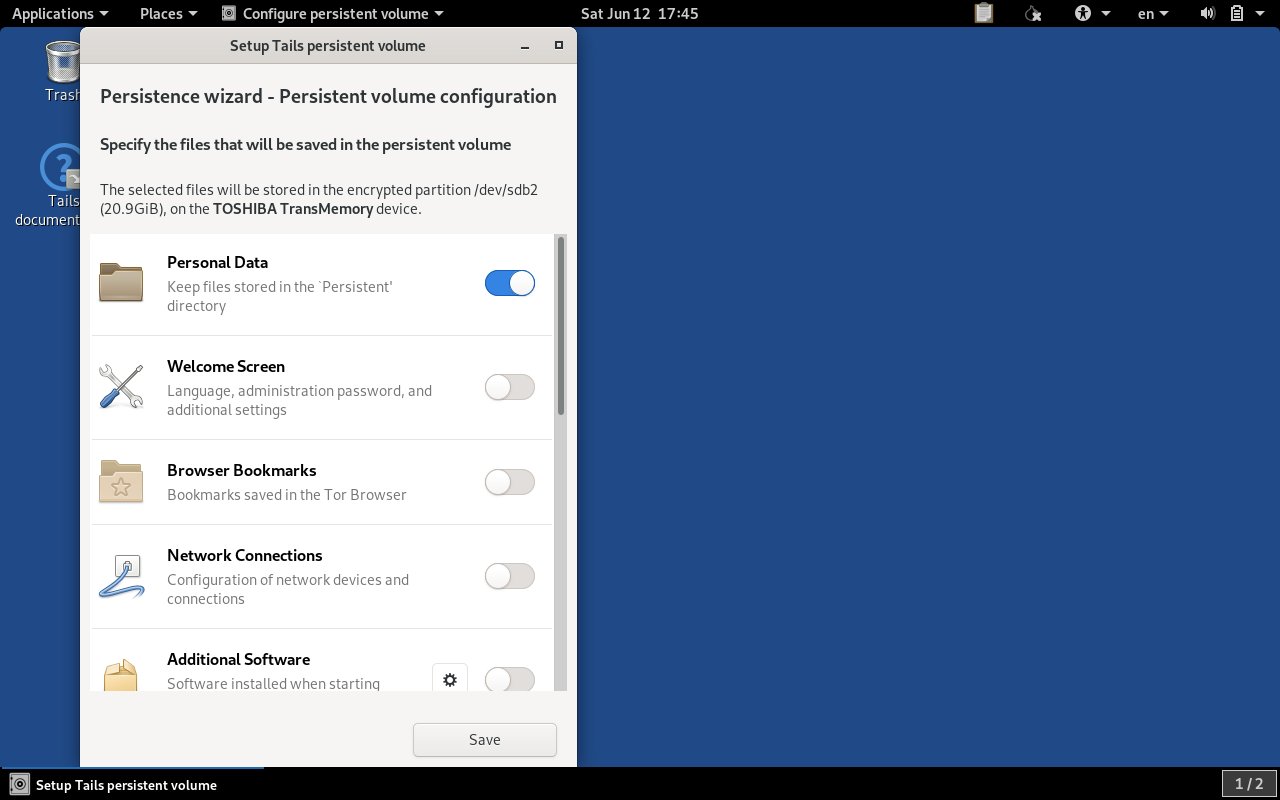 Applications Places Configure persistent volume Sat Jun 12 17:45 en
Setup Tails persistent volume
Trash
Tails
document
Persistence wizard - Persistent volume configuration
Specify the files that will be saved in the persistent volume
The selected files will be stored in the encrypted partition /dev/sdb2
(20.9GiB), on the TOSHIBA TransMemory device.
Personal Data
Keep files stored in the `Persistent'
directory
Welcome Screen
Language, administration password, and
additional settings
Browser Bookmarks
Bookmarks saved in the Tor Browser
Network Connections
Configuration of network devices and
connections
Additional Software
Software installed when starting
Save
Setup Tails persistent volume 1 / 2